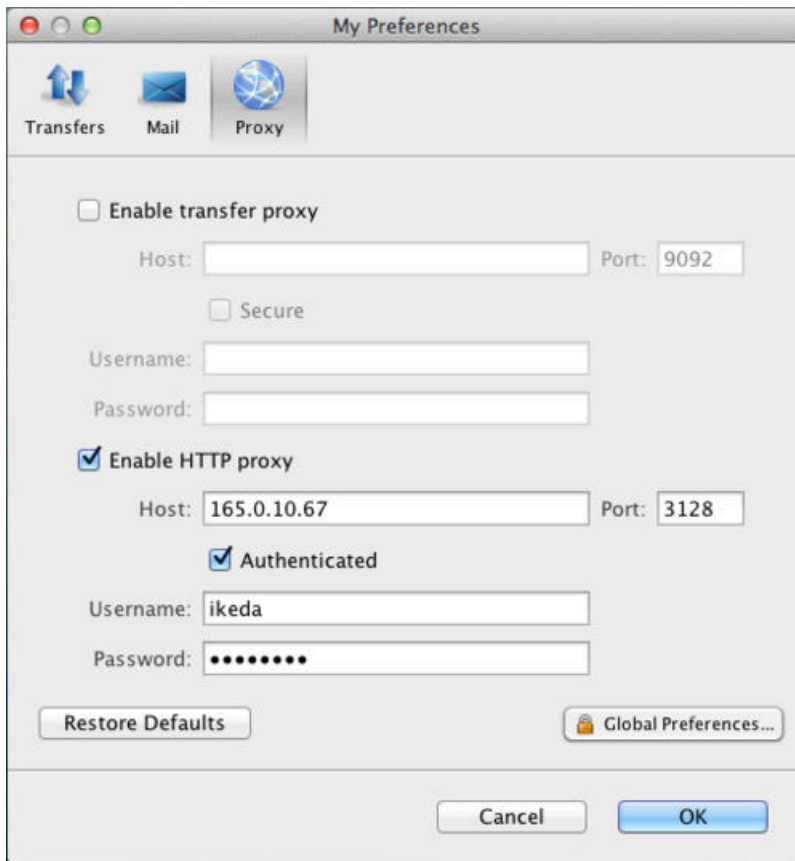 My Preferences
Transfers Mail Proxy
Enable transfer proxy
Host: Port: 9092
Secure
Username:
Password:
Enable HTTP proxy
Host: 165.0.10.67 Port: 3128
Authenticated
Username: ikeda
Password: ••••••••
Restore Defaults Global Preferences...
Cancel OK